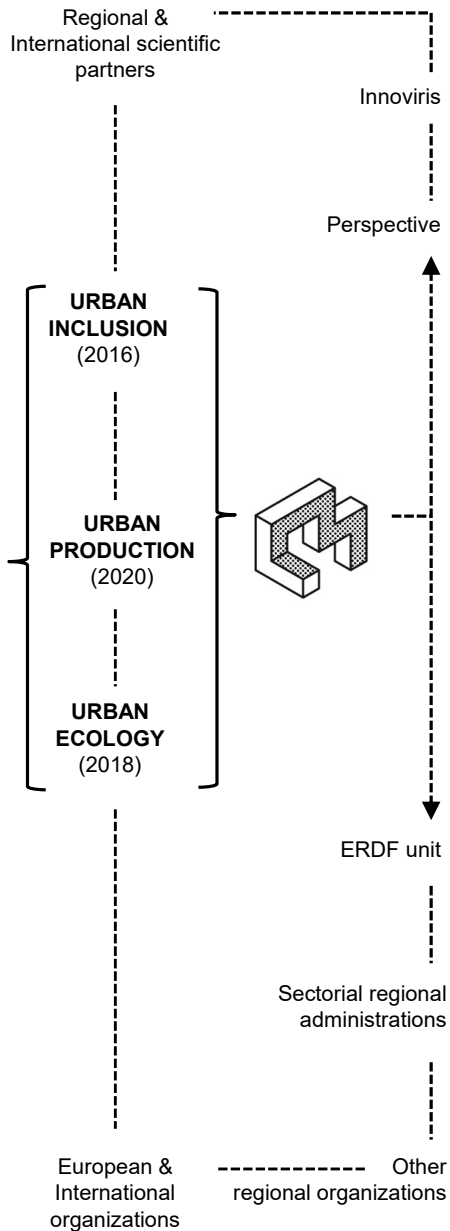 Regional &
International scientific
partners
Innoviris
Perspective
URBAN
INCLUSION
(2016)
URBAN
PRODUCTION
(2020)
CM
URBAN
ECOLOGY
(2018)
ERDF unit
Sectorial regional
administrations
European &
International
organizations
Other
regional organizations